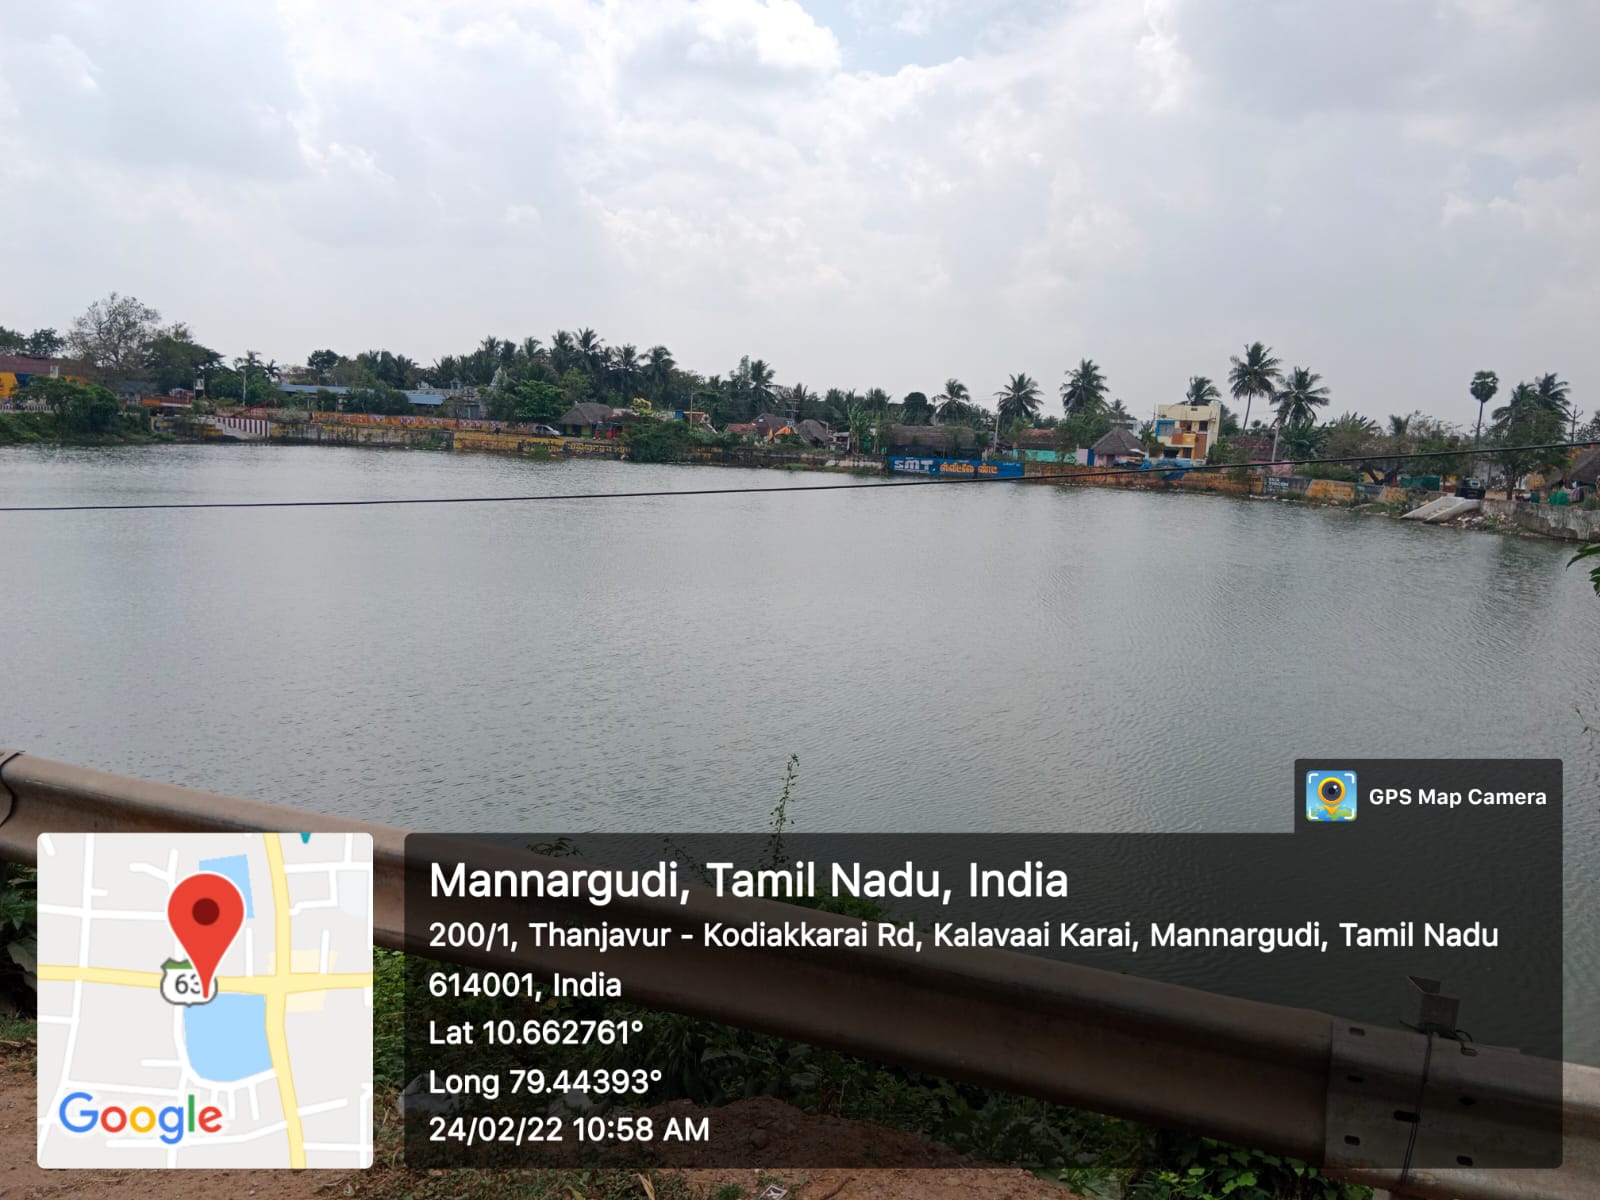 SMT.
GPS Map Camera
Mannargudi, Tamil Nadu, India
200/1, Thanjavur - Kodiakkarai Rd, Kalavaai Karai, Mannargudi, Tamil Nadu
614001, India
Lat 10.662761°
Long 79.44393°
24/02/22 10:58 AM
63
Google